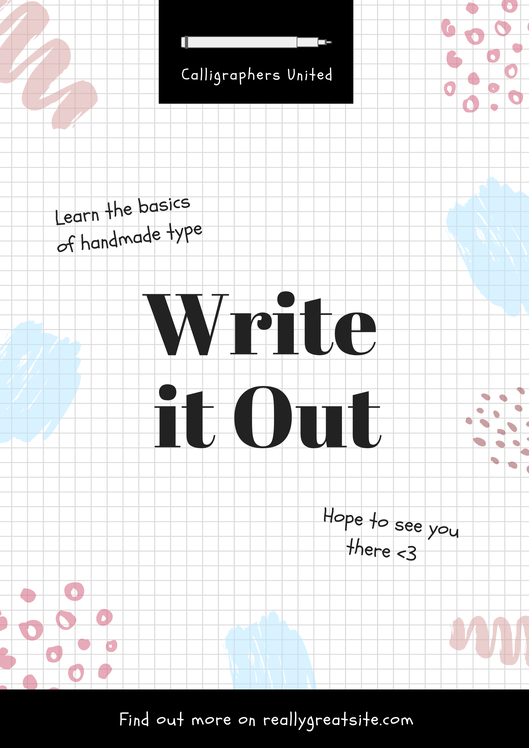 Calligraphers United
Learn the basics
of handmade type
Write
it Out
Hope to see you
there <3
Find out more on reallygreatsite.com